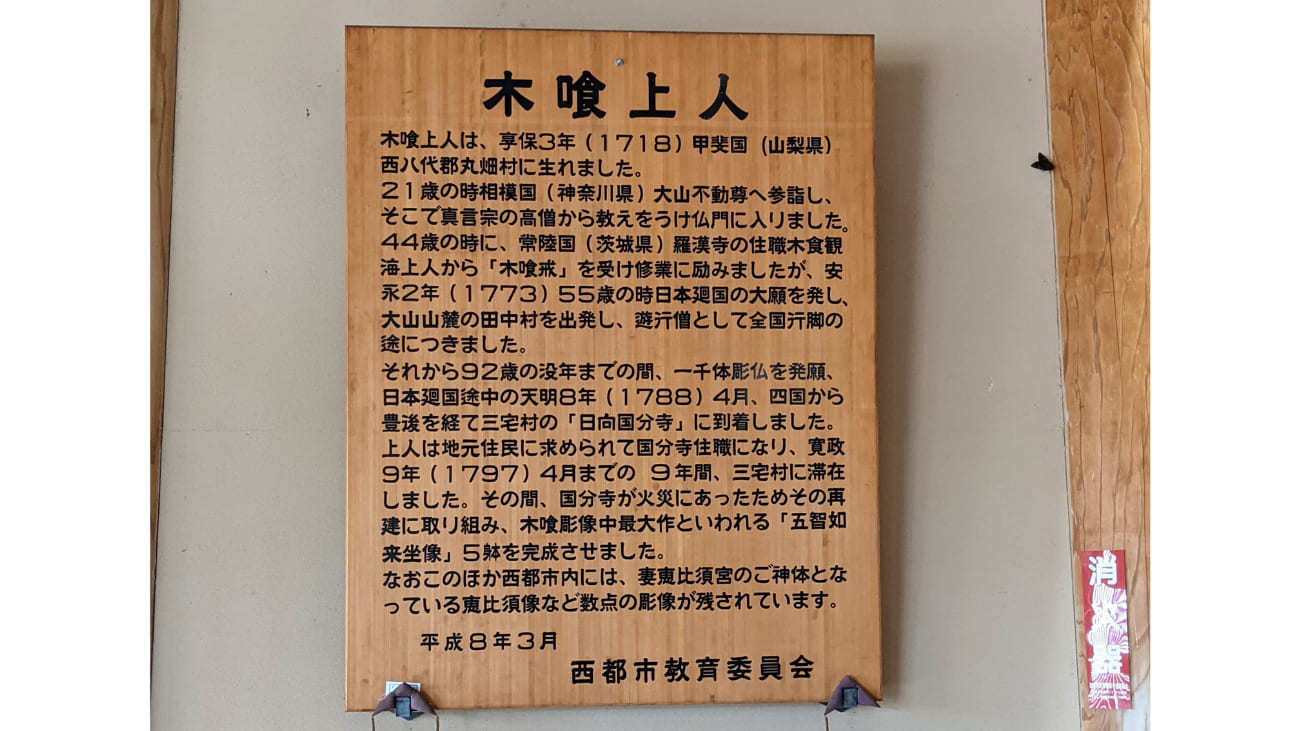 木喰上人
木喰上人は、享保3年（1718）甲斐国（山梨県）
西八代郡丸畑村に生れました。
21歳の時相模国（神奈川県）大山不動尊へ参詣し、
そこで真言宗の高僧から教えをうけ仏門に入りました。
44歳の時に、常陸国（茨城県）羅漢寺の住職木食観
海上人から「木喰戒」を受け修業に励みましたが、安
永2年（1773）55歳の時日本廻国の大願を発し、
大山山麓の田中村を出発し、遊行僧として全国行脚の
途につきました。
それから92歳の没年までの間、一千体彫仏を発願、
日本廻国途中の天明8年（1788）4月、四国から
豊後を経て三宅村の「日向国分寺」に到着しました。
上人は地元住民に求められて国分寺住職になり、寛政
9年（1797）4月までの 9年間、三宅村に滞在
しました。その間、国分寺が火災にあったためその再
建に取り組み、木喰彫像中最大作といわれる「五智如
来坐像」5躰を完成させました。
なおこのほか西都市内には、妻恵比須宮のご神体とな
っている恵比須像など数点の彫像が残されています。
平成8年3月
西都市教育委員会
消火器